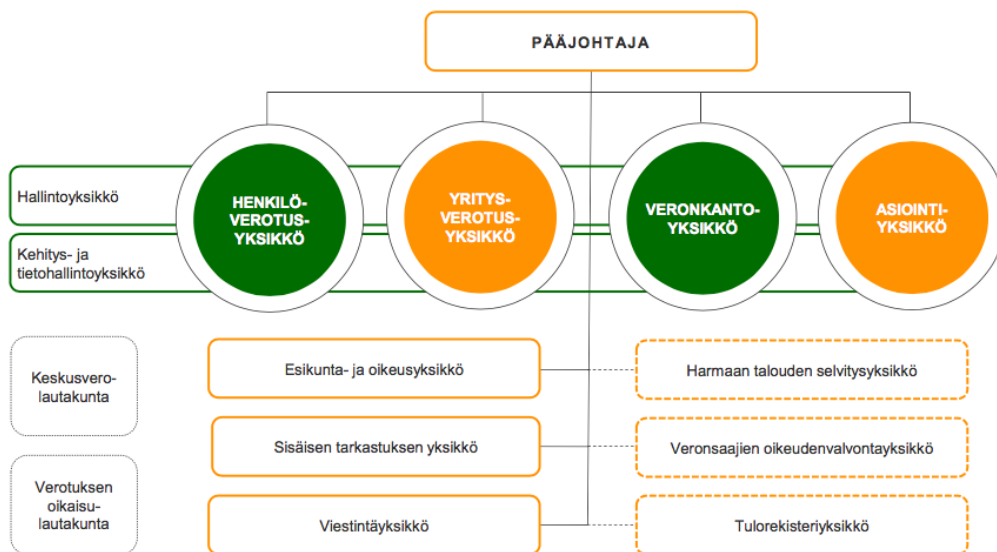 PÄÄJOHTAJA
Hallintoyksikkö
HENKILÖ-
VEROTUS-
YKSIKKÖ
YRITYS-
VEROTUS-
YKSIKKÖ
VERONKANTO-
YKSIKKÖ
ASIOINTI-
YKSIKKÖ
Kehitys- ja
tietohallintoyksikkö
Keskusvero-
lautakunta
Esikunta- ja oikeusyksikkö
Harmaan talouden selvitysyksikkö
Sisäisen tarkastuksen yksikkö
Veronsaajien oikeudenvalvontayksikkö
Verotuksen
oikaisu-
lautakunta
Viestintäyksikkö
Tulorekisteriyksikkö